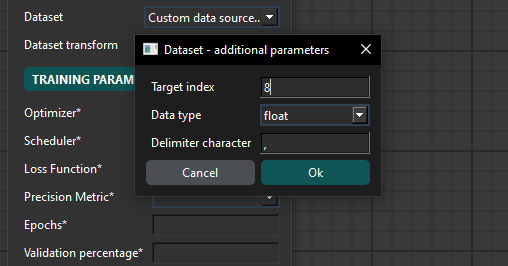 Dataset Custom data source..
Dataset transform
Dataset - additional parameters
TRAINING PARAM
Target index 8
Data type float
Delimiter character ,
Cancel Ok
Optimizer*
Scheduler*
Loss Function*
Precision Metric*
Epochs*
Validation percentage*